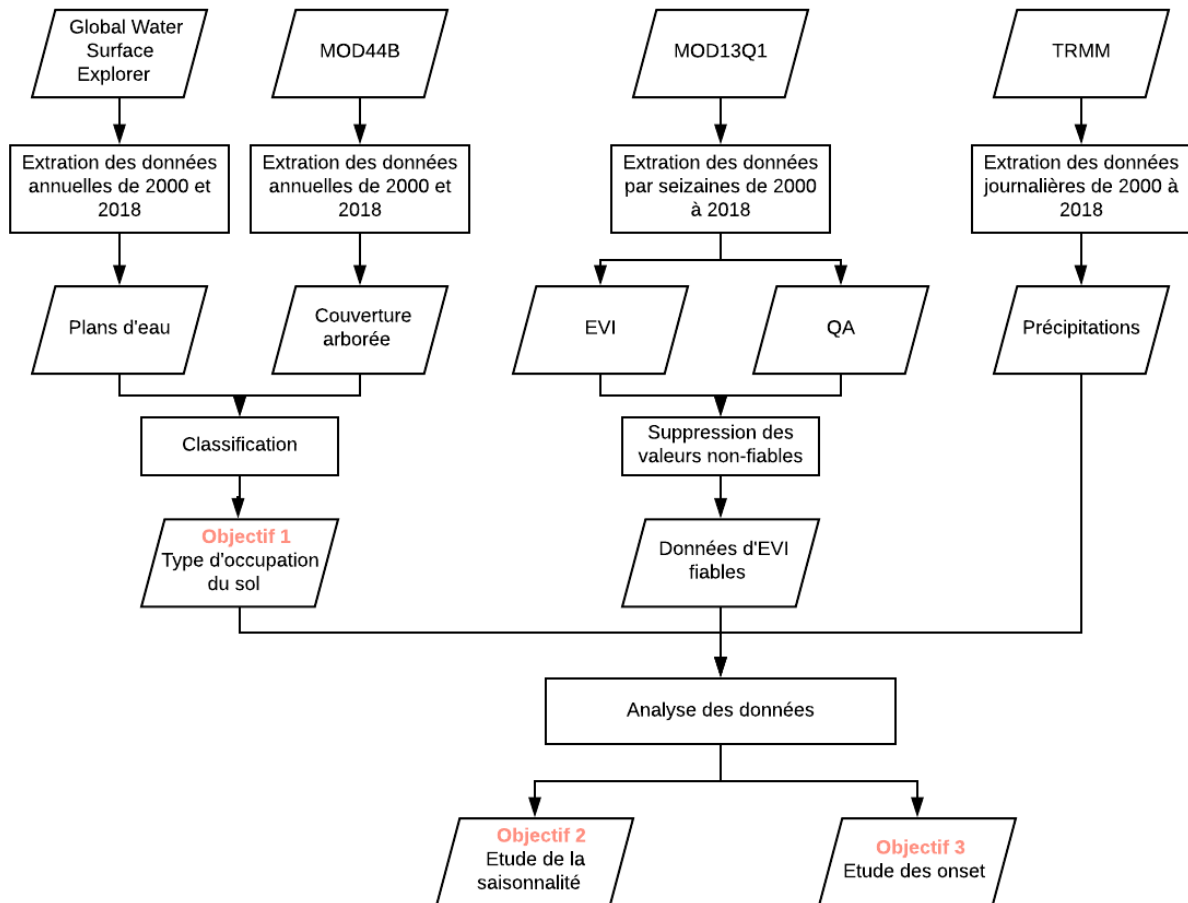 Global Water
Surface
Explorer
MOD44B
MOD13Q1
TRMM
Extration des données
annuelles de 2000 et
2018
Extration des données
annuelles de 2000 et
2018
Extration des données
par seizaines de 2000
à 2018
Extration des données
journalières de 2000 à
2018
Plans d'eau
Couverture
arborée
EVI
QA
Précipitations
Classification
Suppression des
valeurs non-fiables
Objectif 1
Type d'occupation
du sol
Données d'EVI
fiables
Analyse des données
Objectif 2
Etude de la
saisonnalité
Objectif 3
Etude des onset